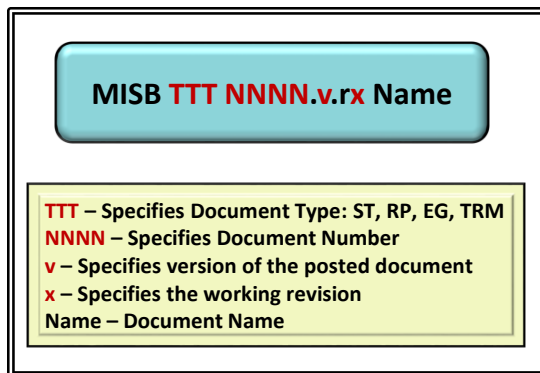 MISB TTT NNNN.v.rx Name
TTT – Specifies Document Type: ST, RP, EG, TRM
NNNN – Specifies Document Number
v – Specifies version of the posted document
x – Specifies the working revision
Name – Document Name